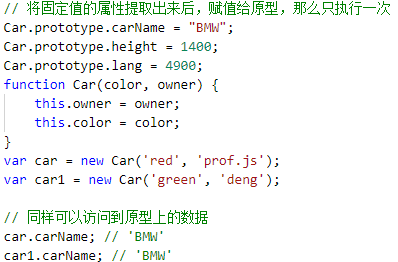 // 将固定值的属性提取出来后，赋值给原型，那么只执行一次
Car.prototype.carName = "BMW";
Car.prototype.height = 1400;
Car.prototype.lang = 4900;
function Car(color, owner) {
    this.owner = owner;
    this.color = color;
}
var car = new Car('red', 'prof.js');
var car1 = new Car('green', 'deng');

// 同样可以访问到原型上的数据
car.carName; // 'BMW'
car1.carName; // 'BMW'